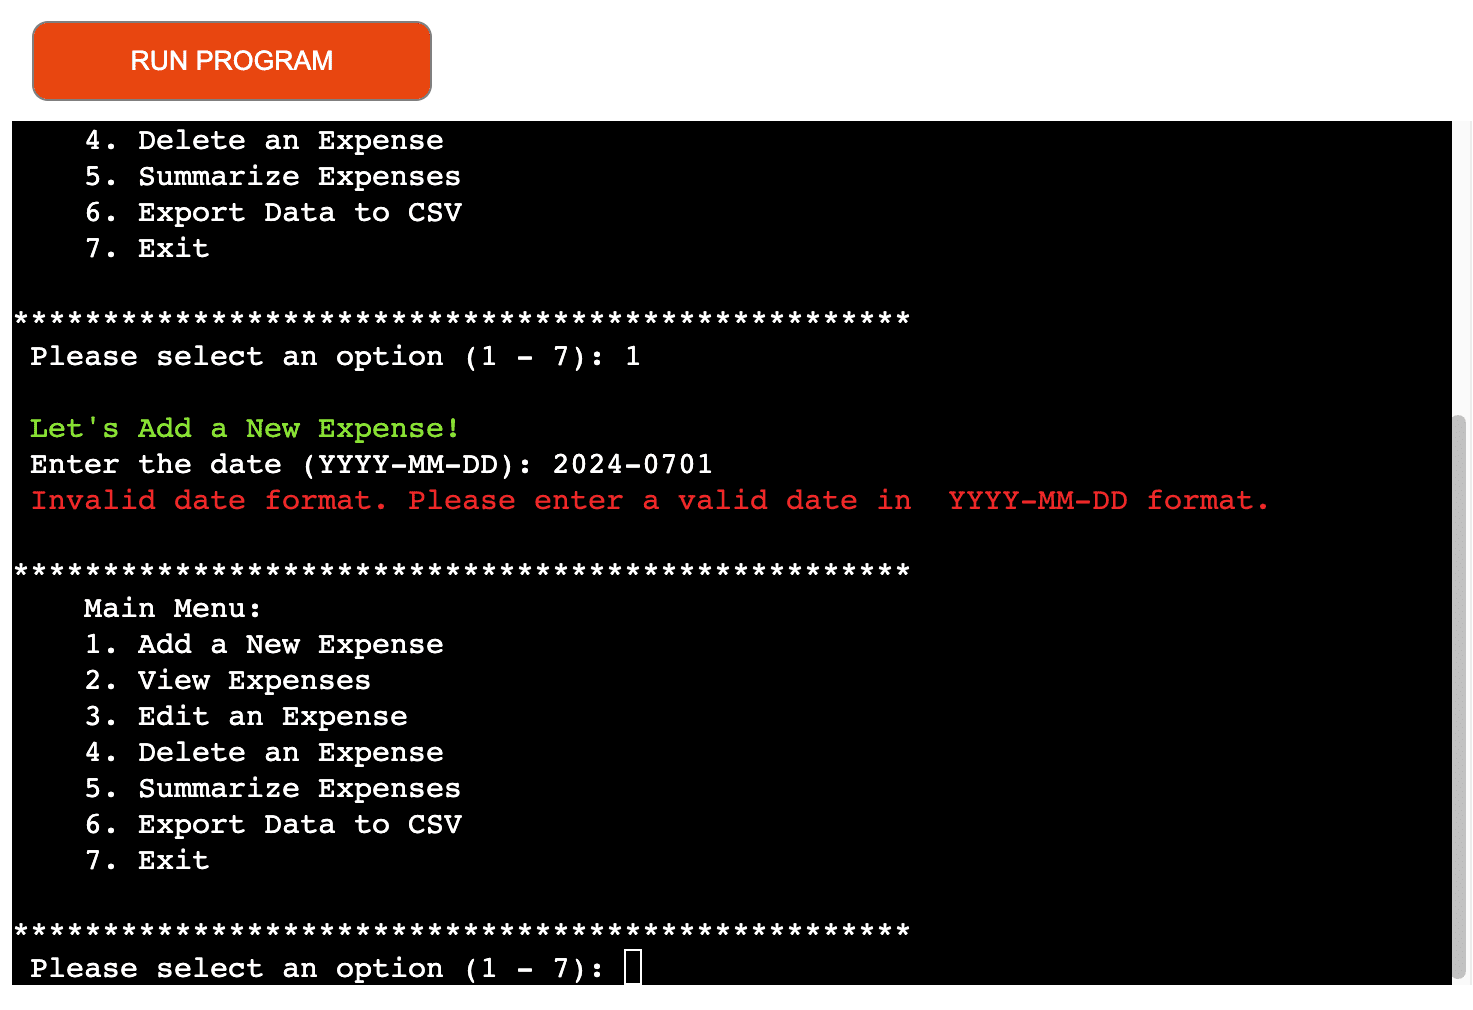 RUN PROGRAM
4. Delete an Expense
5. Summarize Expenses
6. Export Data to CSV
7. Exit
**************************************************
Please select an option (1 - 7): 1
Let's Add a New Expense!
Enter the date (YYYY-MM-DD): 2024-0701
Invalid date format. Please enter a valid date in  YYYY-MM-DD format.
**************************************************
Main Menu:
1. Add a New Expense
2. View Expenses
3. Edit an Expense
4. Delete an Expense
5. Summarize Expenses
6. Export Data to CSV
7. Exit
**************************************************
Please select an option (1 - 7):